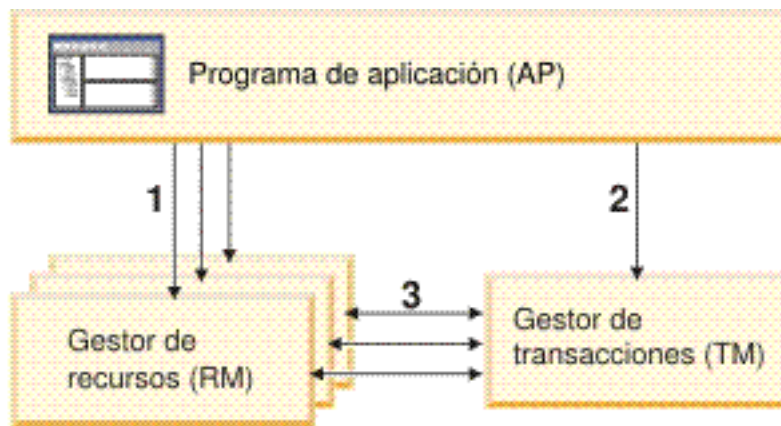 Programa de aplicación (AP)
1
2
3
Gestor de
recursos (RM)
Gestor de
transacciones (TM)